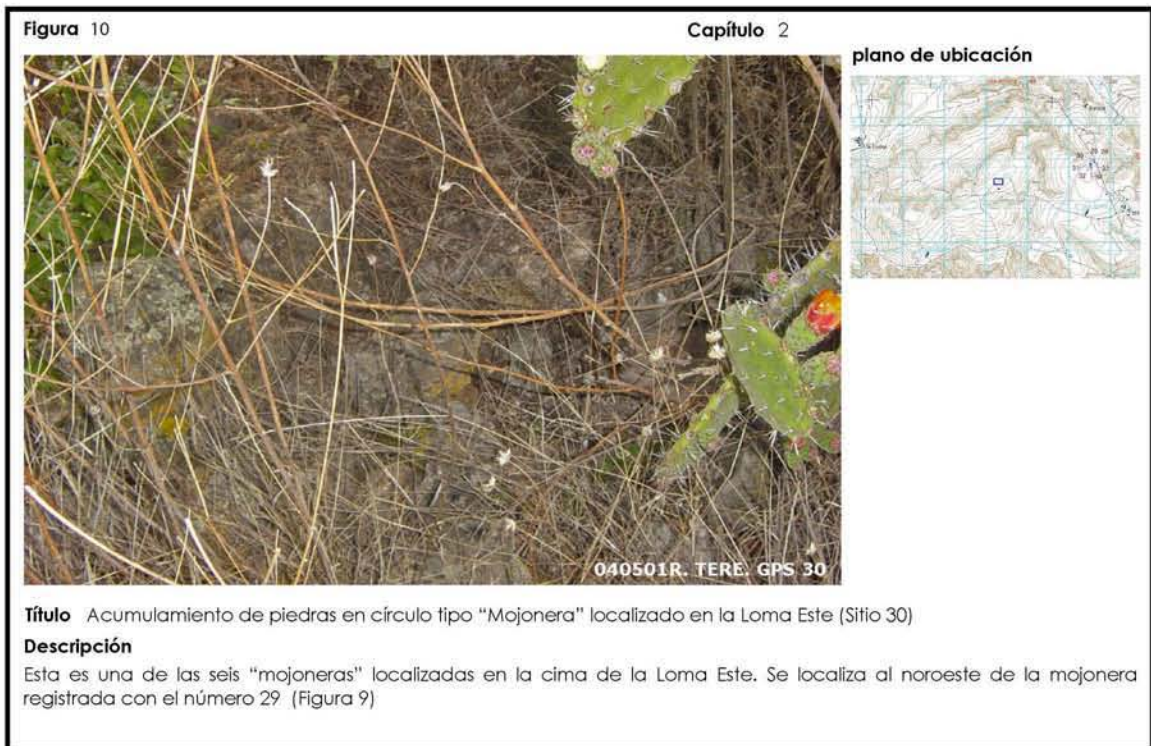 Figura 10
Capítulo 2
plano de ubicación
040501R. TERE. GPS 30
Título Acumulamiento de piedras en círculo tipo “Mojonera” localizado en la Loma Este (Sitio 30)
Descripción
Esta es una de las seis “mojoneras” localizadas en la cima de la Loma Este. Se localiza al noroeste de la mojonera
registrada con el número 29 (Figura 9)